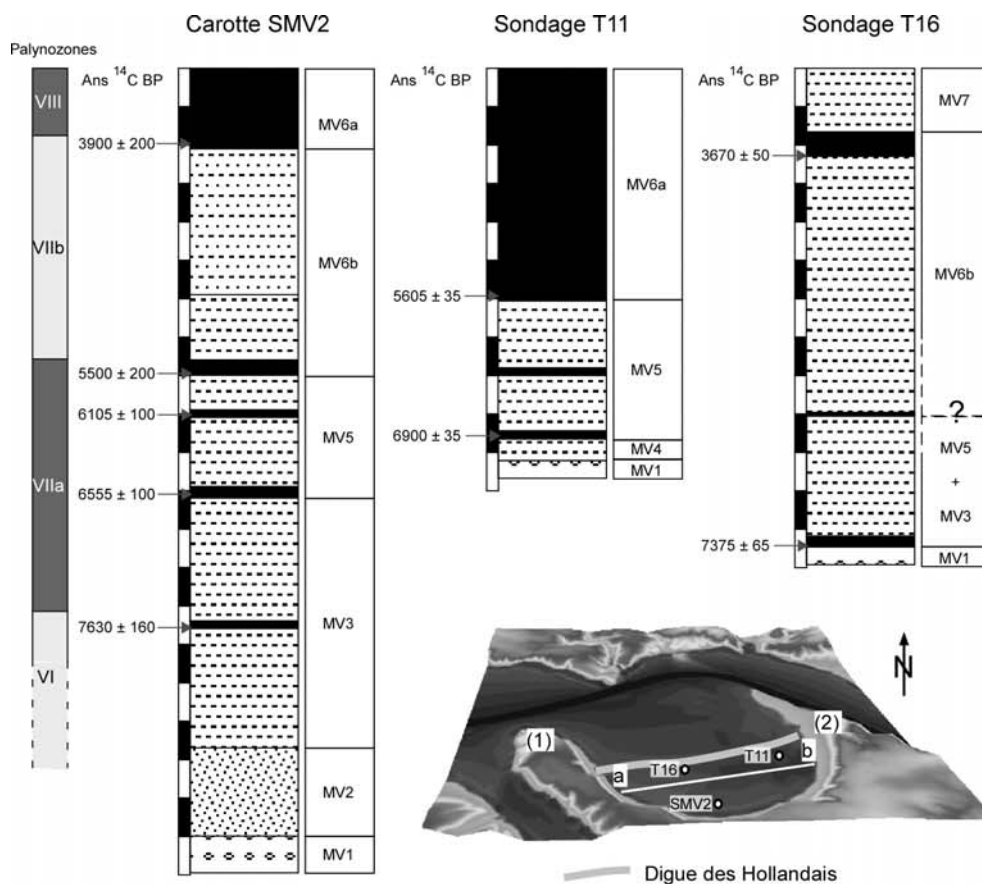 Carotte SMV2
Sondage T11
Sondage T16
Palynozones
Ans 14C BP
Ans 14C BP
Ans 14C BP
VIII
VIIb
VIIa
VI
3900 ± 200
5500 ± 200
6105 ± 100
6555 ± 100
7630 ± 160
MV6a
MV6b
MV5
MV3
MV2
MV1
5605 ± 35
6900 ± 35
MV6a
MV5
MV4
MV1
3670 ± 50
7375 ± 65
MV7
MV6b
?
MV5
+
MV3
MV1
N
(1)
(2)
a
b
T16
T11
SMV2
Digue des Hollandais